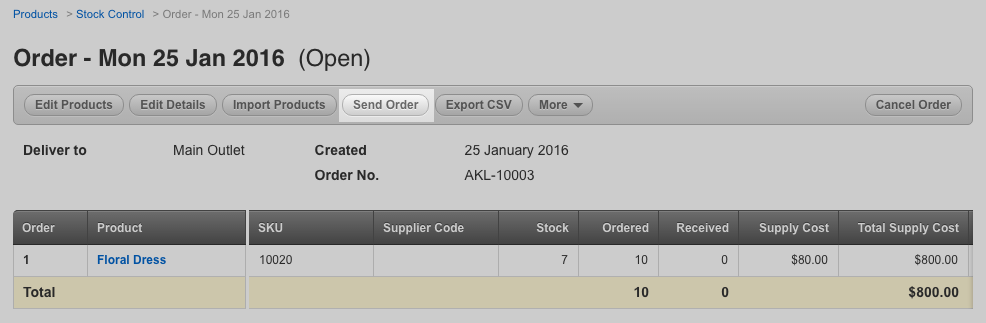 Products > Stock Control > Order - Mon 25 Jan 2016
Order - Mon 25 Jan 2016 (Open)
Edit Products Edit Details Import Products Send Order Export CSV More Cancel Order
Deliver to Main Outlet Created 25 January 2016
Order No. AKL-10003
Order Product SKU Supplier Code Stock Ordered Received Supply Cost Total Supply Cost
1 Floral Dress 10020 7 10 0 $80.00 $800.00
Total 10 0 $800.00